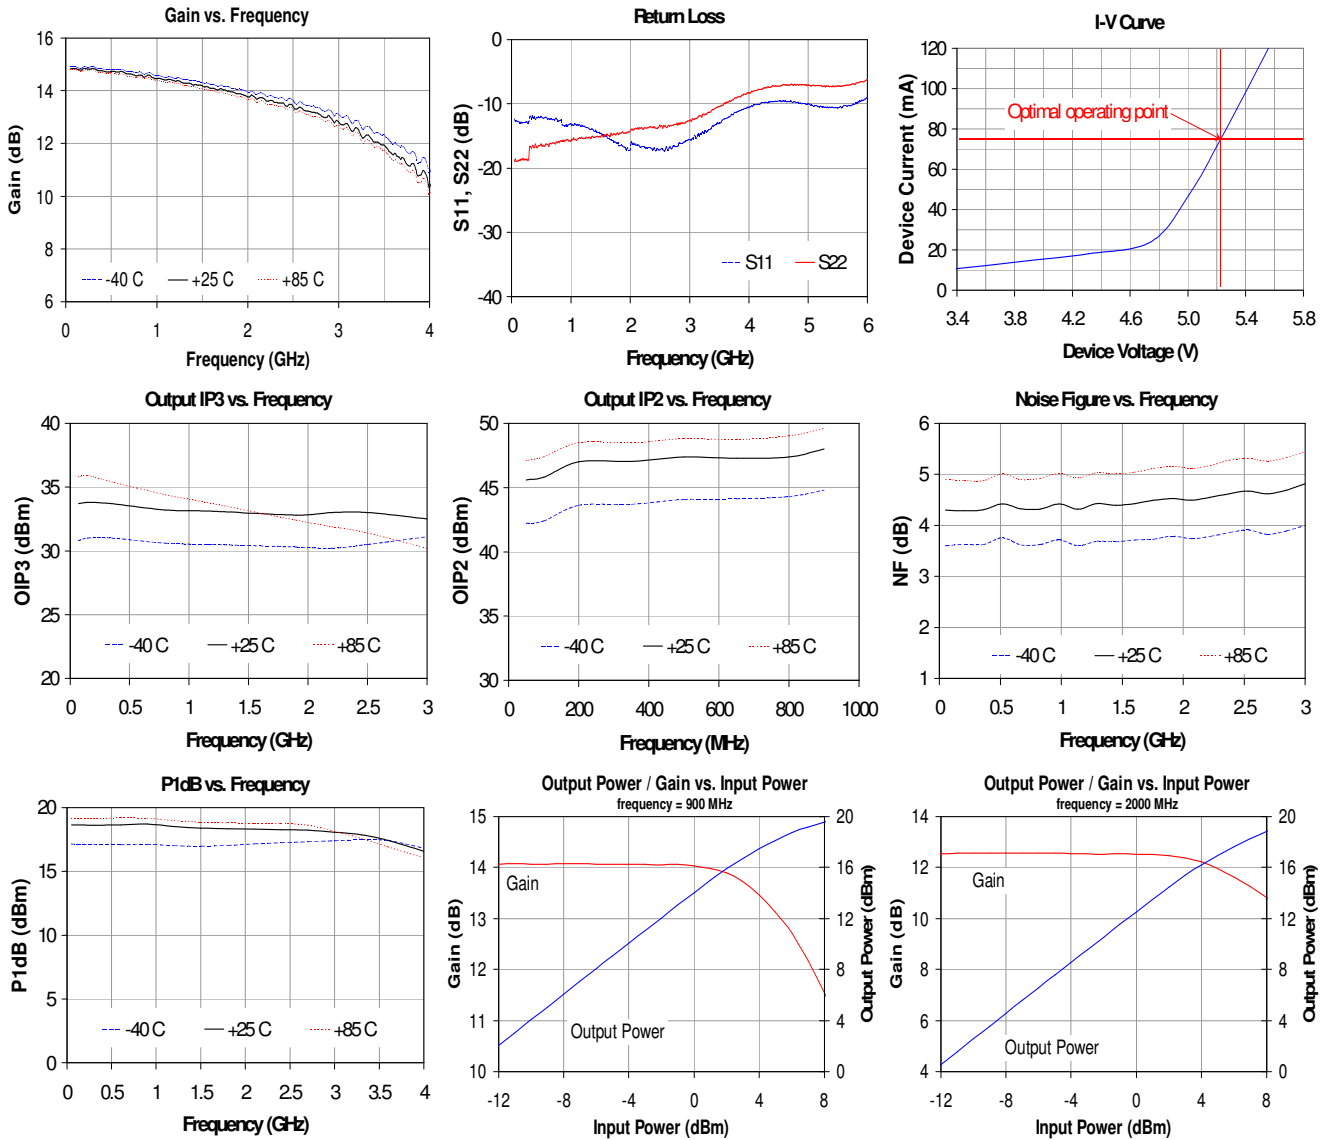 Gain vs. Frequency
16
14
12
10
8
6
Gain (dB)
-40 C
+25 C
+85 C
0 1 2 3 4
Frequency (GHz)
Return Loss
0
-10
-20
-30
-40
S11, S22 (dB)
S11
S22
0 1 2 3 4 5 6
Frequency (GHz)
I-V Curve
120
100
80
60
40
20
0
Device Current (mA)
Optimal operating point
3.4 3.8 4.2 4.6 5.0 5.4 5.8
Device Voltage (V)
Output IP3 vs. Frequency
40
35
30
25
20
OIP3 (dBm)
-40 C
+25 C
+85 C
0 0.5 1 1.5 2 2.5 3
Frequency (GHz)
Output IP2 vs. Frequency
50
45
40
35
30
OIP2 (dBm)
-40 C
+25 C
+85 C
0 200 400 600 800 1000
Frequency (MHz)
Noise Figure vs. Frequency
6
5
4
3
2
1
NF (dB)
-40 C
+25 C
+85 C
0 0.5 1 1.5 2 2.5 3
Frequency (GHz)
P1dB vs. Frequency
20
15
10
5
0
P1dB (dBm)
-40 C
+25 C
+85 C
0 0.5 1 1.5 2 2.5 3 3.5 4
Frequency (GHz)
Output Power / Gain vs. Input Power
frequency = 900 MHz
15
14
13
12
11
10
Gain (dB)
Gain
Output Power
20
16
12
8
4
0
Output Power (dBm)
-12 -8 -4 0 4 8
Input Power (dBm)
Output Power / Gain vs. Input Power
frequency = 2000 MHz
14
12
10
8
6
4
Gain (dB)
Gain
Output Power
20
16
12
8
4
0
Output Power (dBm)
-12 -8 -4 0 4 8
Input Power (dBm)